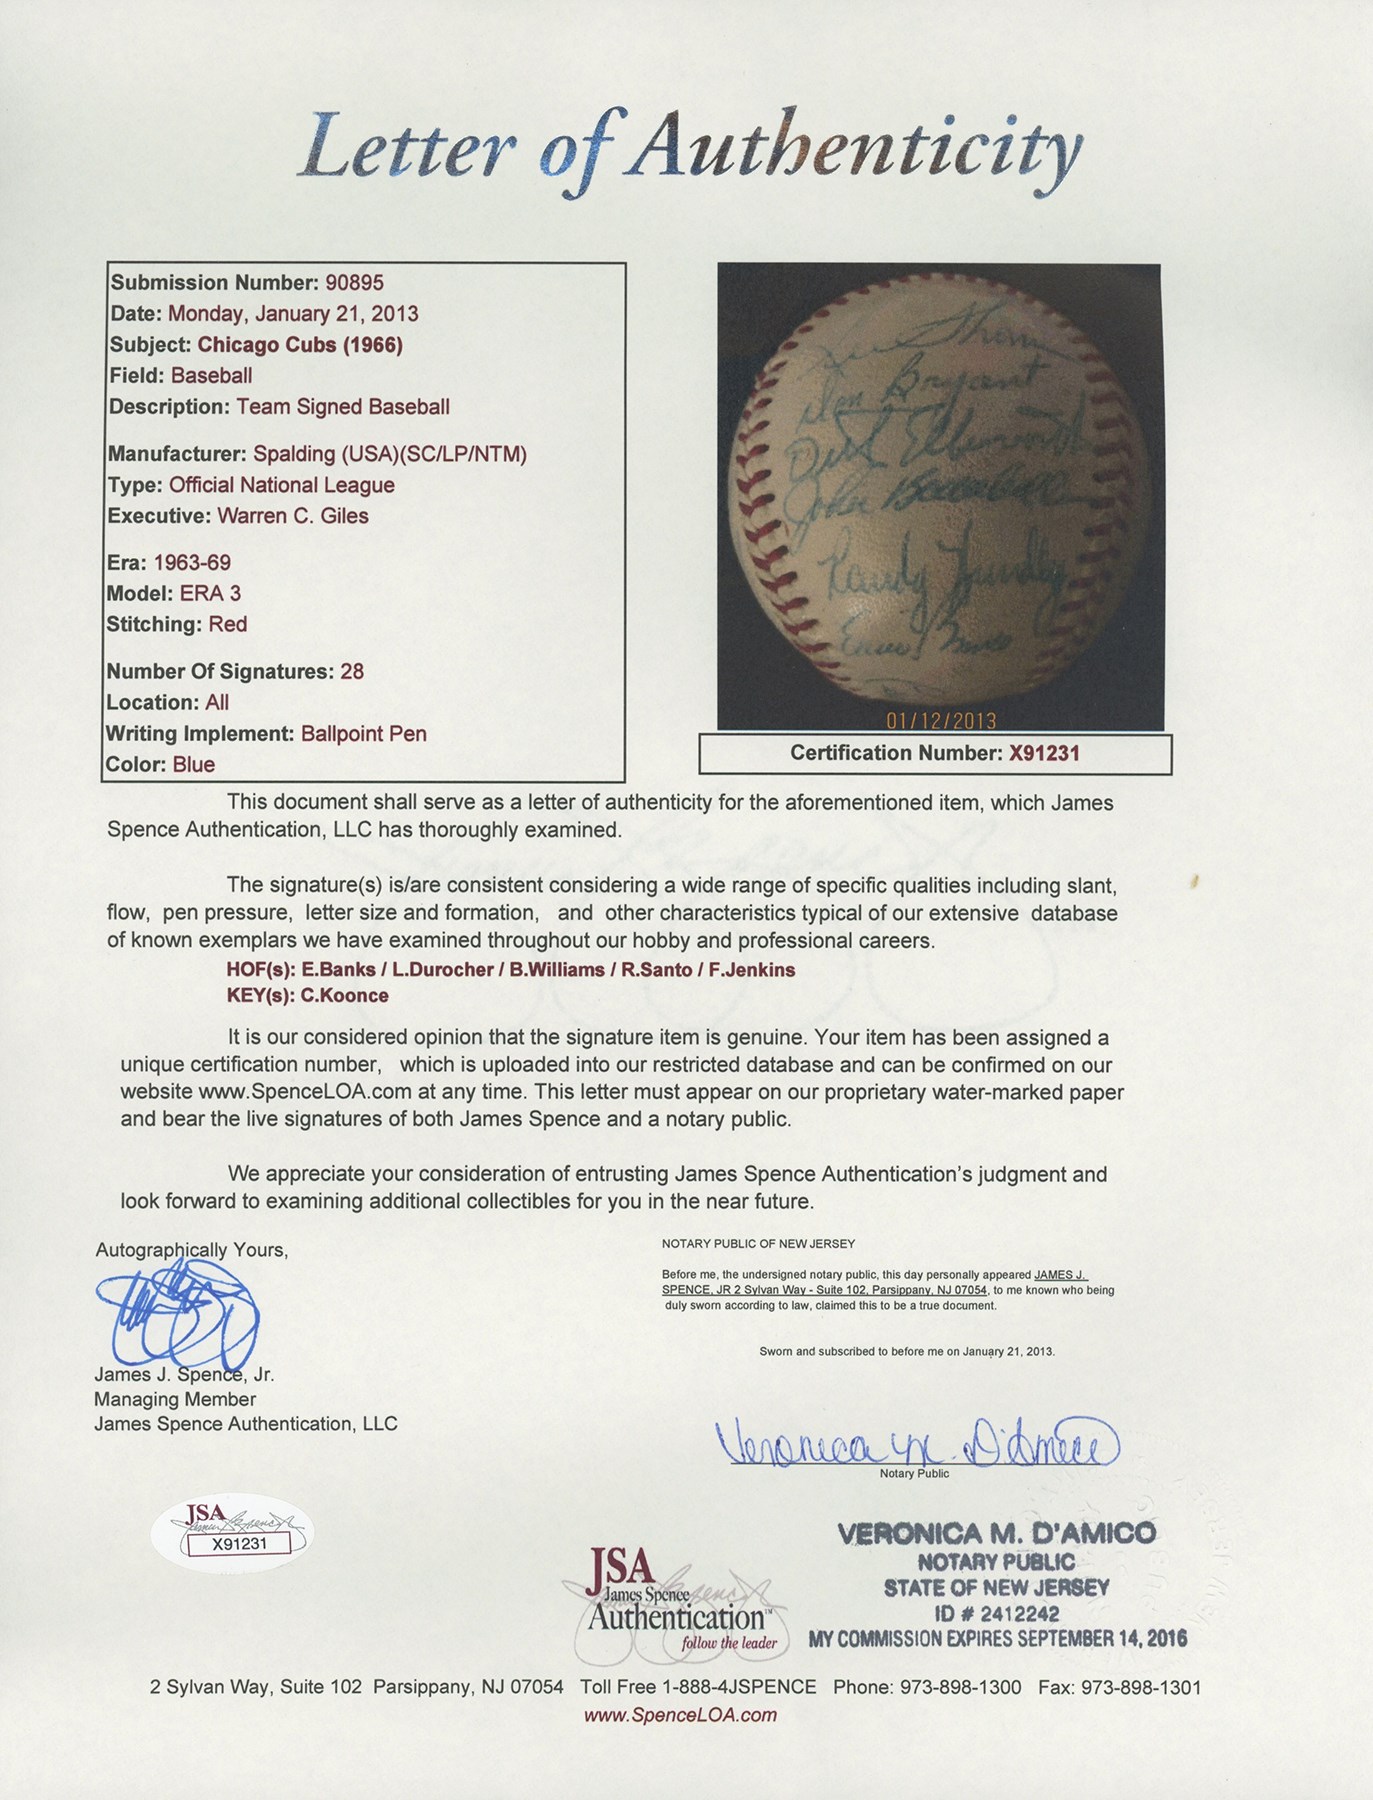 Letter of Authenticity
Submission Number: 90895
Date: Monday, January 21, 2013
Subject: Chicago Cubs (1966)
Field: Baseball
Description: Team Signed Baseball
Manufacturer: Spalding (USA)(SC/LP/NTM)
Type: Official National League
Executive: Warren C. Giles
Era: 1963-69
Model: ERA 3
Stitching: Red
Number Of Signatures: 28
Location: All
Writing Implement: Ballpoint Pen
Color: Blue
Lee Thomas
Don Bryant
Dick Ellsworth
John Boccabella
Randy Hundley
Ernie Banks
01/12/2013
Certification Number: X91231
This document shall serve as a letter of authenticity for the aforementioned item, which James
Spence Authentication, LLC has thoroughly examined.
The signature(s) is/are consistent considering a wide range of specific qualities including slant,
flow, pen pressure, letter size and formation, and other characteristics typical of our extensive database
of known exemplars we have examined throughout our hobby and professional careers.
HOF(s): E.Banks / L.Durocher / B.Williams / R.Santo / F.Jenkins
KEY(s): C.Koonce
It is our considered opinion that the signature item is genuine. Your item has been assigned a
unique certification number, which is uploaded into our restricted database and can be confirmed on our
website www.SpenceLOA.com at any time. This letter must appear on our proprietary water-marked paper
and bear the live signatures of both James Spence and a notary public.
We appreciate your consideration of entrusting James Spence Authentication's judgment and
look forward to examining additional collectibles for you in the near future.
Autographically Yours,
James J. Spence, Jr.
Managing Member
James Spence Authentication, LLC
NOTARY PUBLIC OF NEW JERSEY
Before me, the undersigned notary public, this day personally appeared JAMES J.
SPENCE, JR 2 Sylvan Way - Suite 102, Parsippany, NJ 07054, to me known who being
duly sworn according to law, claimed this to be a true document.
Sworn and subscribed to before me on January 21, 2013.
Veronica M. D'Amico
Notary Public
JSA
X91231
VERONICA M. D'AMICO
NOTARY PUBLIC
STATE OF NEW JERSEY
ID # 2412242
MY COMMISSION EXPIRES SEPTEMBER 14, 2016
JSA
James Spence
Authentication™
follow the leader
2 Sylvan Way, Suite 102 Parsippany, NJ 07054 Toll Free 1-888-4JSPENCE Phone: 973-898-1300 Fax: 973-898-1301
www.SpenceLOA.com